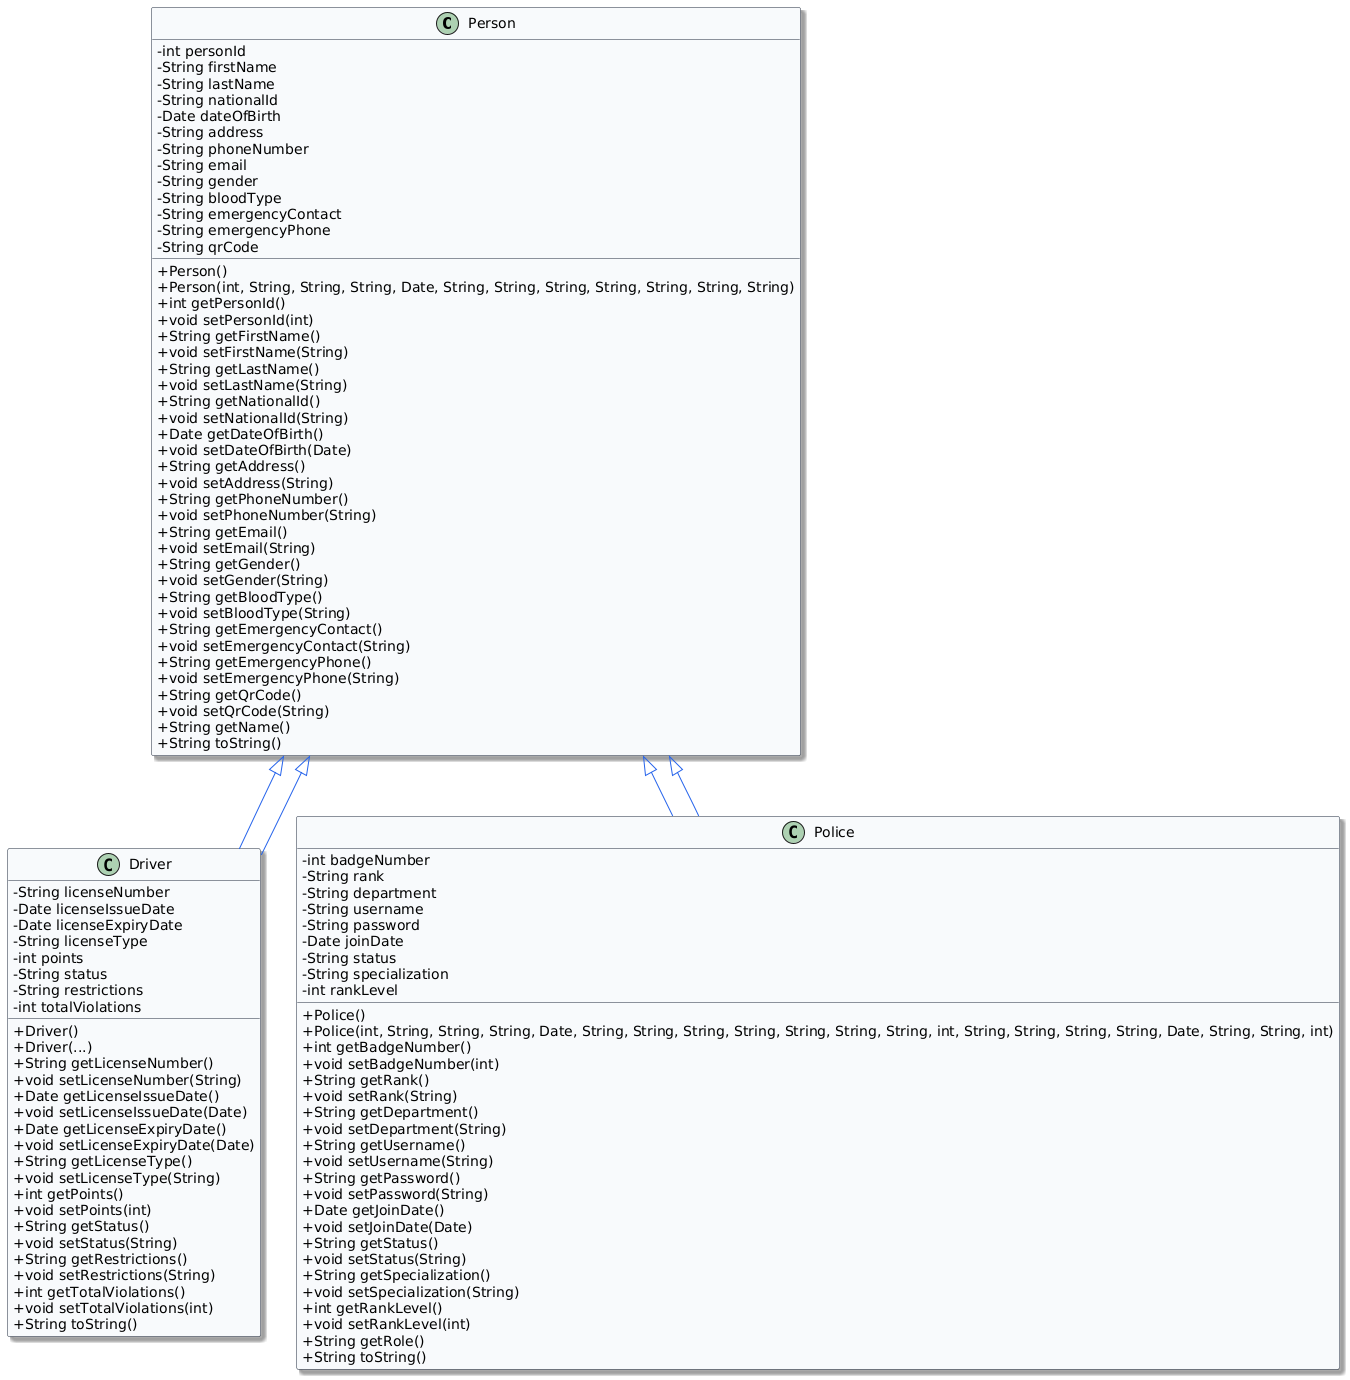 C Person
-int personId
-String firstName
-String lastName
-String nationalId
-Date dateOfBirth
-String address
-String phoneNumber
-String email
-String gender
-String bloodType
-String emergencyContact
-String emergencyPhone
-String qrCode
+Person()
+Person(int, String, String, String, Date, String, String, String, String, String, String, String)
+int getPersonId()
+void setPersonId(int)
+String getFirstName()
+void setFirstName(String)
+String getLastName()
+void setLastName(String)
+String getNationalId()
+void setNationalId(String)
+Date getDateOfBirth()
+void setDateOfBirth(Date)
+String getAddress()
+void setAddress(String)
+String getPhoneNumber()
+void setPhoneNumber(String)
+String getEmail()
+void setEmail(String)
+String getGender()
+void setGender(String)
+String getBloodType()
+void setBloodType(String)
+String getEmergencyContact()
+void setEmergencyContact(String)
+String getEmergencyPhone()
+void setEmergencyPhone(String)
+String getQrCode()
+void setQrCode(String)
+String getName()
+String toString()
C Driver
-String licenseNumber
-Date licenseIssueDate
-Date licenseExpiryDate
-String licenseType
-int points
-String status
-String restrictions
-int totalViolations
+Driver()
+Driver(...)
+String getLicenseNumber()
+void setLicenseNumber(String)
+Date getLicenseIssueDate()
+void setLicenseIssueDate(Date)
+Date getLicenseExpiryDate()
+void setLicenseExpiryDate(Date)
+String getLicenseType()
+void setLicenseType(String)
+int getPoints()
+void setPoints(int)
+String getStatus()
+void setStatus(String)
+String getRestrictions()
+void setRestrictions(String)
+int getTotalViolations()
+void setTotalViolations(int)
+String toString()
C Police
-int badgeNumber
-String rank
-String department
-String username
-String password
-Date joinDate
-String status
-String specialization
-int rankLevel
+Police()
+Police(int, String, String, String, Date, String, String, String, String, String, String, String, int, String, String, String, String, Date, String, String, int)
+int getBadgeNumber()
+void setBadgeNumber(int)
+String getRank()
+void setRank(String)
+String getDepartment()
+void setDepartment(String)
+String getUsername()
+void setUsername(String)
+String getPassword()
+void setPassword(String)
+Date getJoinDate()
+void setJoinDate(Date)
+String getStatus()
+void setStatus(String)
+String getSpecialization()
+void setSpecialization(String)
+int getRankLevel()
+void setRankLevel(int)
+String getRole()
+String toString()